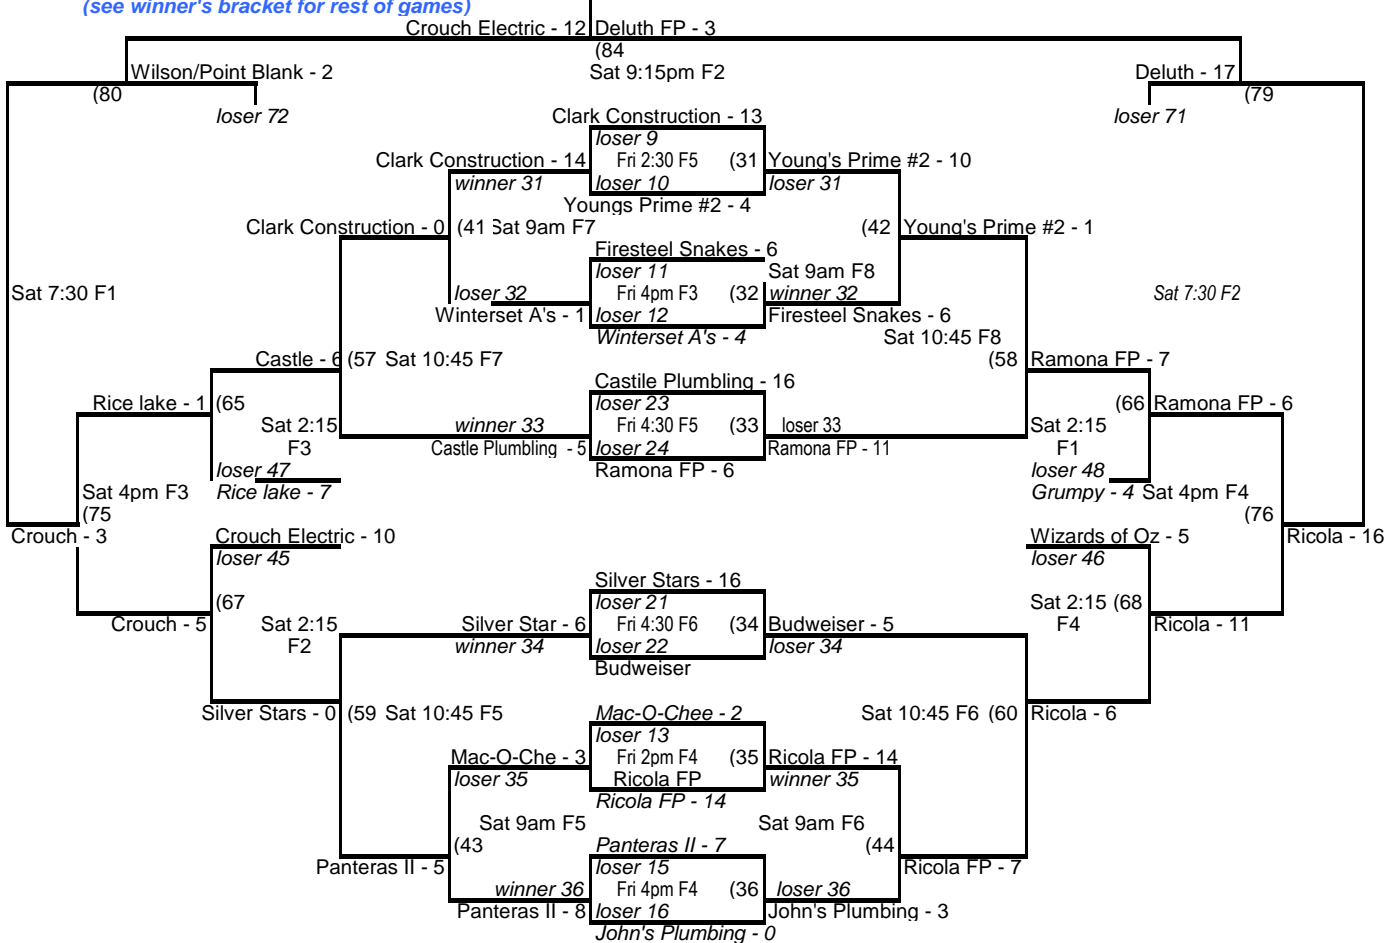 (see winner's bracket for rest of games)
Crouch Electric - 12 Deluth FP - 3
(84
Wilson/Point Blank - 2 Sat 9:15pm F2 Deluth - 17
(80 (79
loser 72 Clark Construction - 13 loser 71
loser 9
Clark Construction - 14 Fri 2:30 F5 (31 Young's Prime #2 - 10
winner 31 loser 10 loser 31
Youngs Prime #2 - 4
Clark Construction - 0 (41 Sat 9am F7 (42 Young's Prime #2 - 1
Firesteel Snakes - 6
loser 11 Sat 9am F8
Sat 7:30 F1 loser 32 Fri 4pm F3 (32 winner 32 Sat 7:30 F2
Winterset A's - 1 loser 12 Firesteel Snakes - 6
Winterset A's - 4 Sat 10:45 F8
Castle - 6 (57 Sat 10:45 F7 (58 Ramona FP - 7
Castile Plumbling - 16
Rice lake - 1 (65 loser 23 (66 Ramona FP - 6
Sat 2:15 winner 33 Fri 4:30 F5 (33 loser 33 Sat 2:15
F3 Castle Plumbling - 5 loser 24 Ramona FP - 11 F1
loser 47 Ramona FP - 6 loser 48
Sat 4pm F3 Rice lake - 7 Grumpy - 4 Sat 4pm F4
(75 (76
Crouch - 3 Crouch Electric - 10 Wizards of Oz - 5 Ricola - 16
loser 45 loser 46
Silver Stars - 16
(67 loser 21 Sat 2:15 (68
Crouch - 5 Sat 2:15 Silver Star - 6 Fri 4:30 F6 (34 Budweiser - 5 F4 Ricola - 11
F2 winner 34 loser 22 loser 34
Budweiser
Silver Stars - 0 (59 Sat 10:45 F5 Mac-O-Chee - 2 Sat 10:45 F6 (60 Ricola - 6
loser 13
Mac-O-Che - 3 Fri 2pm F4 (35 Ricola FP - 14
loser 35 Ricola FP winner 35
Ricola FP - 14
Sat 9am F5 Sat 9am F6
(43 Panteras II - 7 (44
Panteras II - 5 loser 15 Ricola FP - 7
winner 36 Fri 4pm F4 (36 loser 36
Panteras II - 8 loser 16 John's Plumbing - 3
John's Plumbing - 0